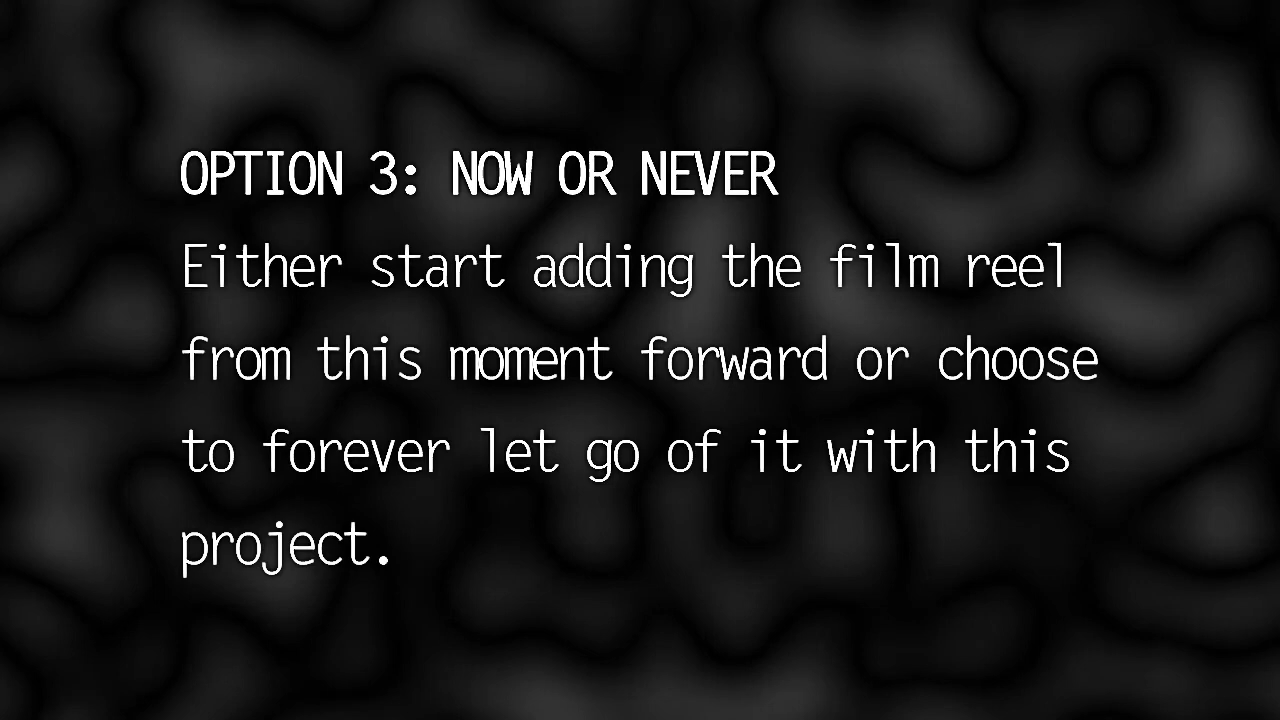 OPTION 3: NOW OR NEVER
Either start adding the film reel
from this moment forward or choose
to forever let go of it with this
project.